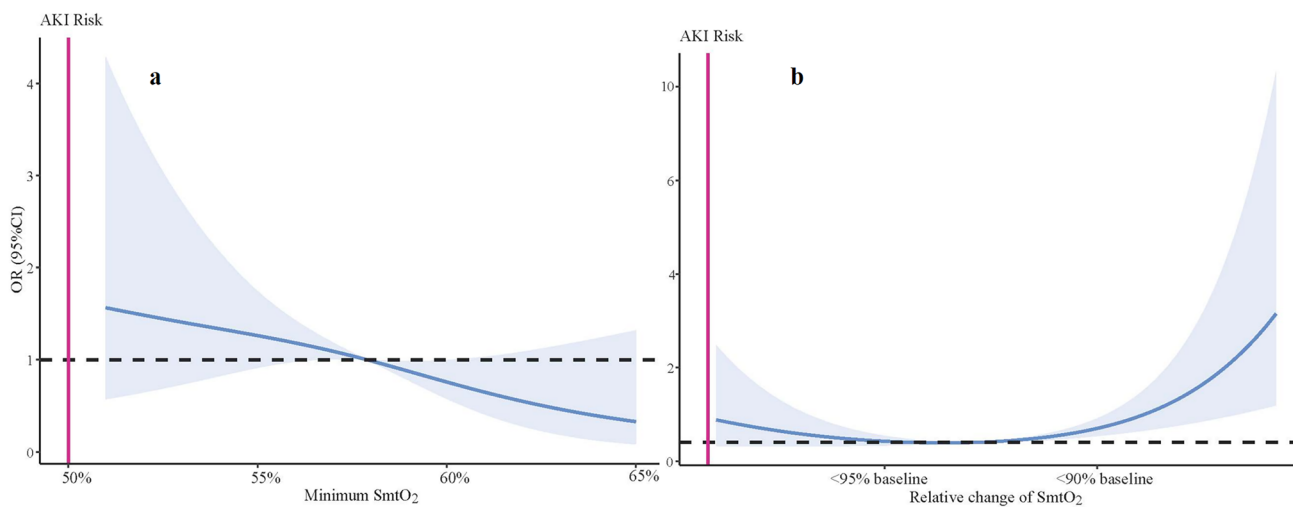 AKI Risk
a
4
3
2
1
0
OR (95%CI)
50%
55%
60%
65%
Minimum SmtO₂
AKI Risk
b
10
6
4
2
0
<95% baseline
<90% baseline
Relative change of SmtO₂